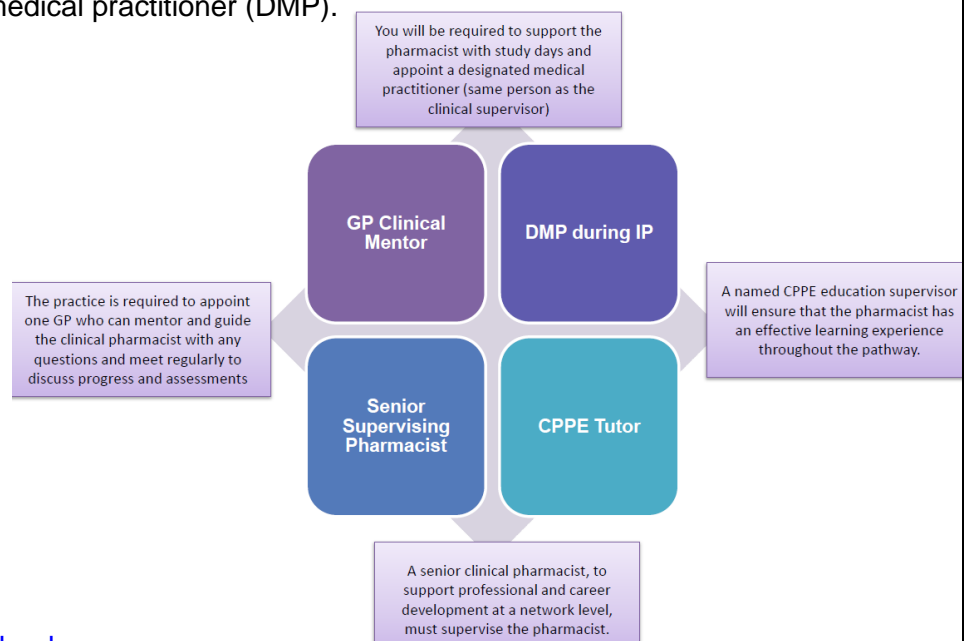 medical practitioner (DMP).
You will be required to support the
pharmacist with study days and
appoint a designated medical
practitioner (same person as the
clinical supervisor)
GP Clinical
Mentor
DMP during IP
The practice is required to appoint
one GP who can mentor and guide
the clinical pharmacist with any
questions and meet regularly to
discuss progress and assessments
A named CPPE education supervisor
will ensure that the pharmacist has
an effective learning experience
throughout the pathway.
Senior
Supervising
Pharmacist
CPPE Tutor
A senior clinical pharmacist, to
support professional and career
development at a network level,
must supervise the pharmacist.